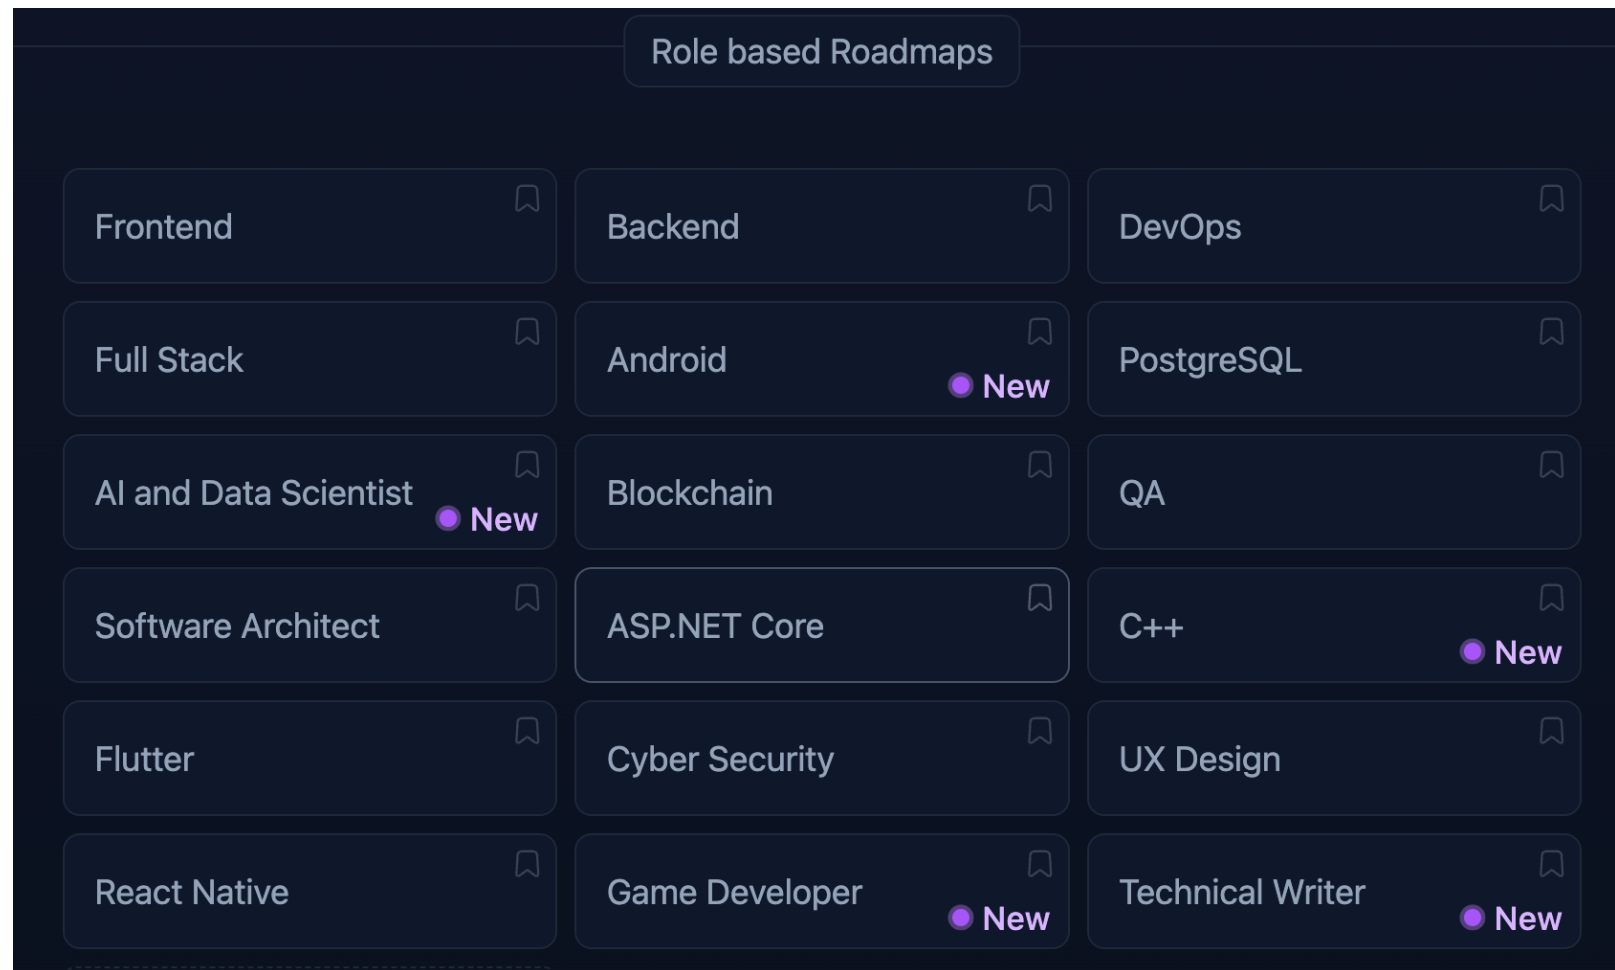 Role based Roadmaps
Frontend
Backend
DevOps
Full Stack
Android
New
PostgreSQL
AI and Data Scientist
New
Blockchain
QA
Software Architect
ASP.NET Core
C++
New
Flutter
Cyber Security
UX Design
React Native
Game Developer
New
Technical Writer
New